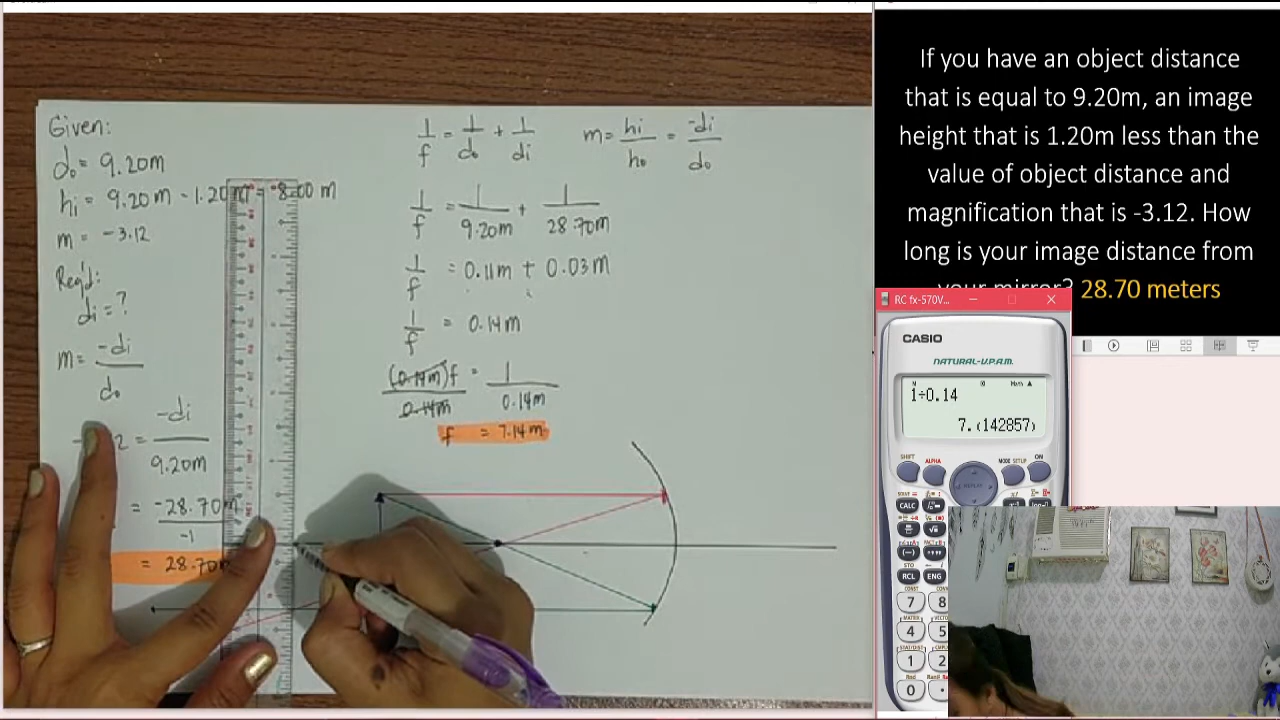 Given:
do = 9.20m
hi = 9.20m - 1.20m = -8.00 m
m = -3.12
Req'd:
di = ?
m = -di
do
2 = -di
9.20m
= -28.70m
-1
= 28.70
1/f = 1/do + 1/di
m = hi/ho = -di/do
1/f = 1/9.20m + 1/28.70m
1/f = 0.11m + 0.03m
1/f = 0.14m
(0.14m)f/0.14m = 1/0.14m
f = 7.14m
If you have an object distance
that is equal to 9.20m, an image
height that is 1.20m less than the
value of object distance and
magnification that is -3.12. How
long is your image distance from
your mirror? 28.70 meters
RC fx-570V...
CASIO
NATURAL-V.P.A.M.
Math
1÷0.14
7.(142857)
SHIFT
ALPHA
MODE SETUP
ON
REPLAY
CALC
STO
RCL
ENG
7
8
4
5
1
2
0